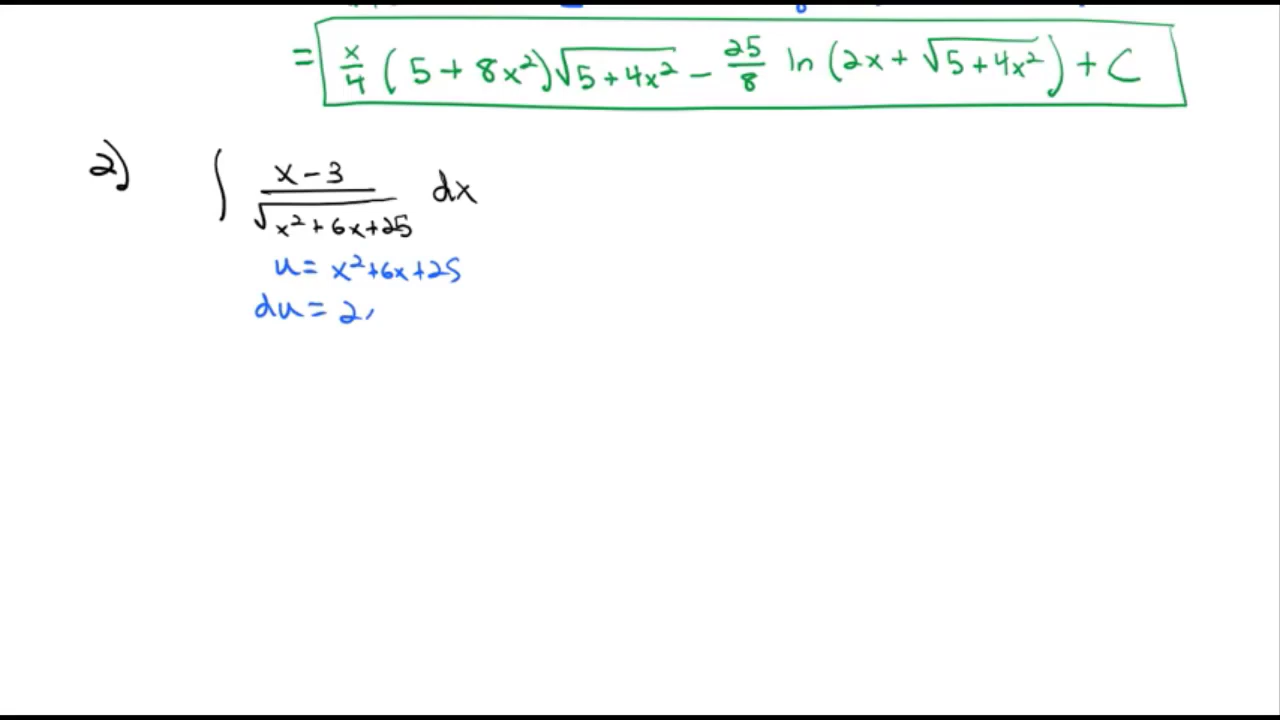 = x/4 (5 + 8x²)√(5+4x²) − 25/8 ln (2x + √(5+4x²)) + C
2) ∫ (x − 3)/√(x² + 6x + 25) dx
u = x² + 6x + 25
du = 2